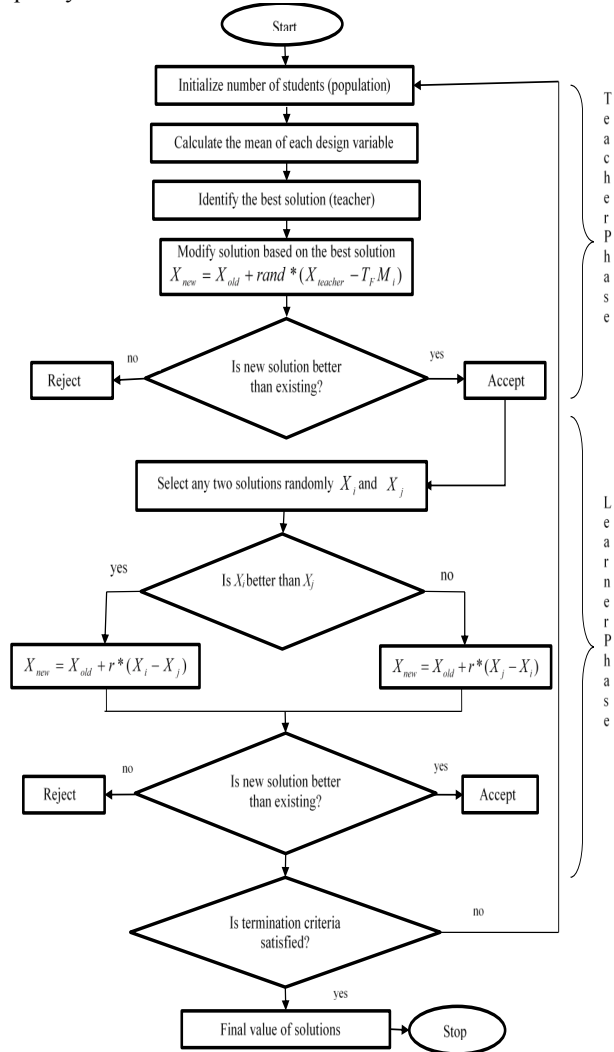 Start
Initialize number of students (population)
Calculate the mean of each design variable
Identify the best solution (teacher)
Modify solution based on the best solution
X_new = X_old + rand * (X_teacher − T_F M_i)
Is new solution better
than existing?
no
yes
Reject
Accept
Teacher Phase
Select any two solutions randomly X_i and X_j
Is X_i better than X_j
yes
no
X_new = X_old + r * (X_i − X_j)
X_new = X_old + r * (X_j − X_i)
Is new solution better
than existing?
no
yes
Reject
Accept
Learner Phase
Is termination criteria
satisfied?
no
yes
Final value of solutions
Stop